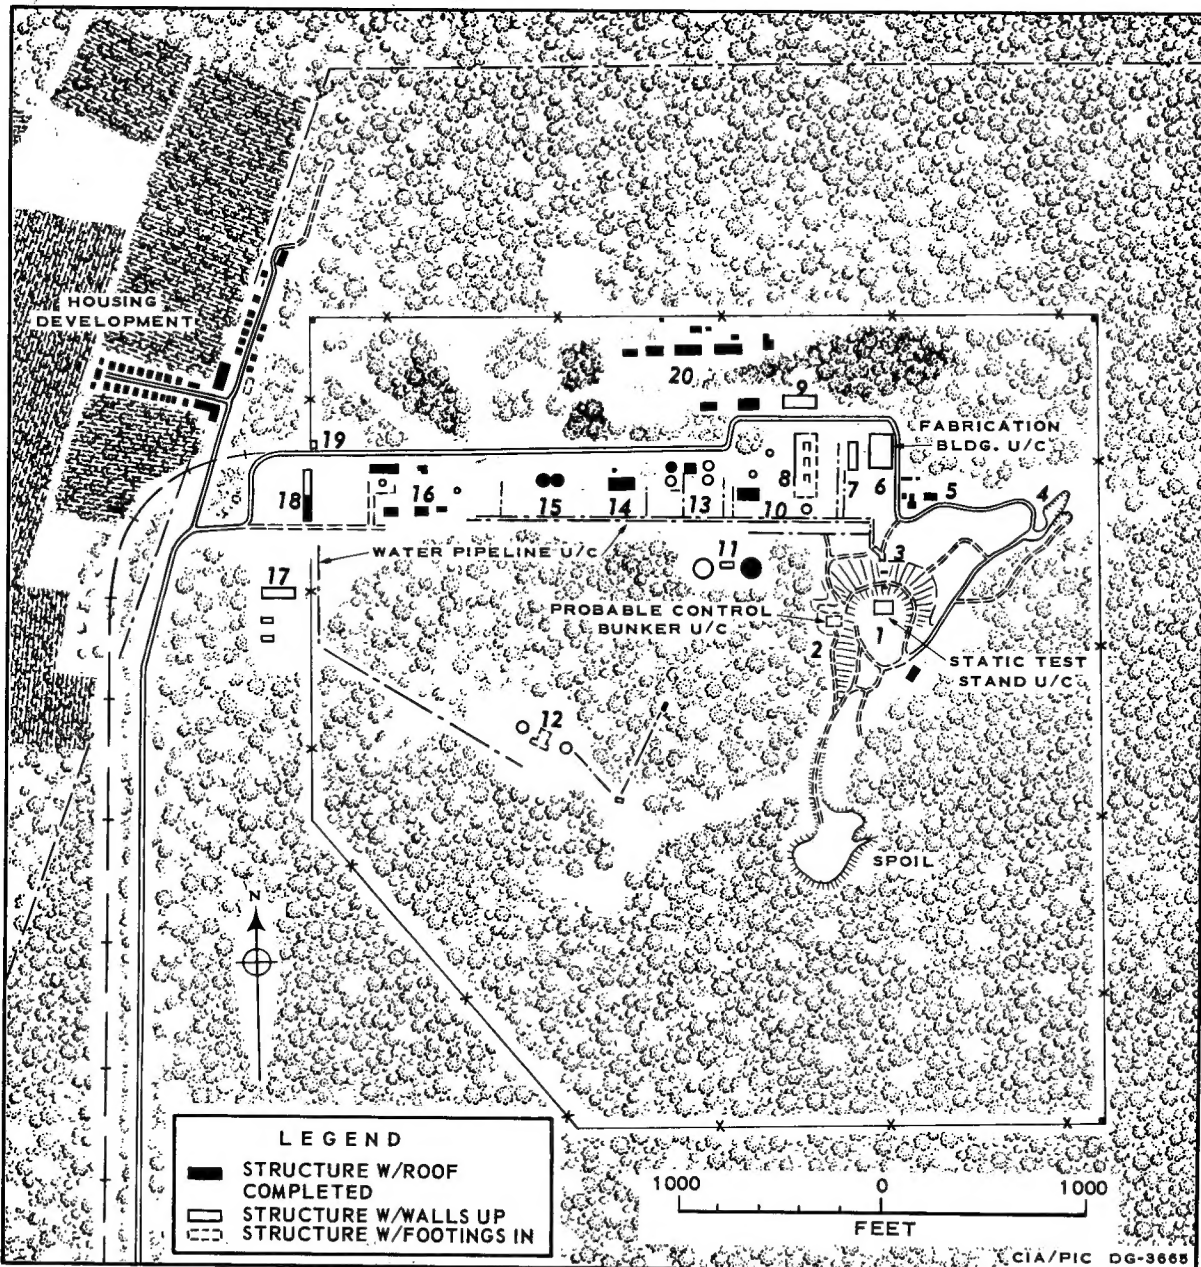 HOUSING
DEVELOPMENT
20
9
19
FABRICATION
BLDG. U/C
18
16
15
14
13
10
8
7
6
5
4
WATER PIPELINE U/C
11
3
17
PROBABLE CONTROL
BUNKER U/C
1
2
STATIC TEST
STAND U/C
12
SPOIL
N
LEGEND
STRUCTURE W/ROOF
COMPLETED
STRUCTURE W/WALLS UP
STRUCTURE W/FOOTINGS IN
1000 0 1000
FEET
CIA/PIC DG-3665